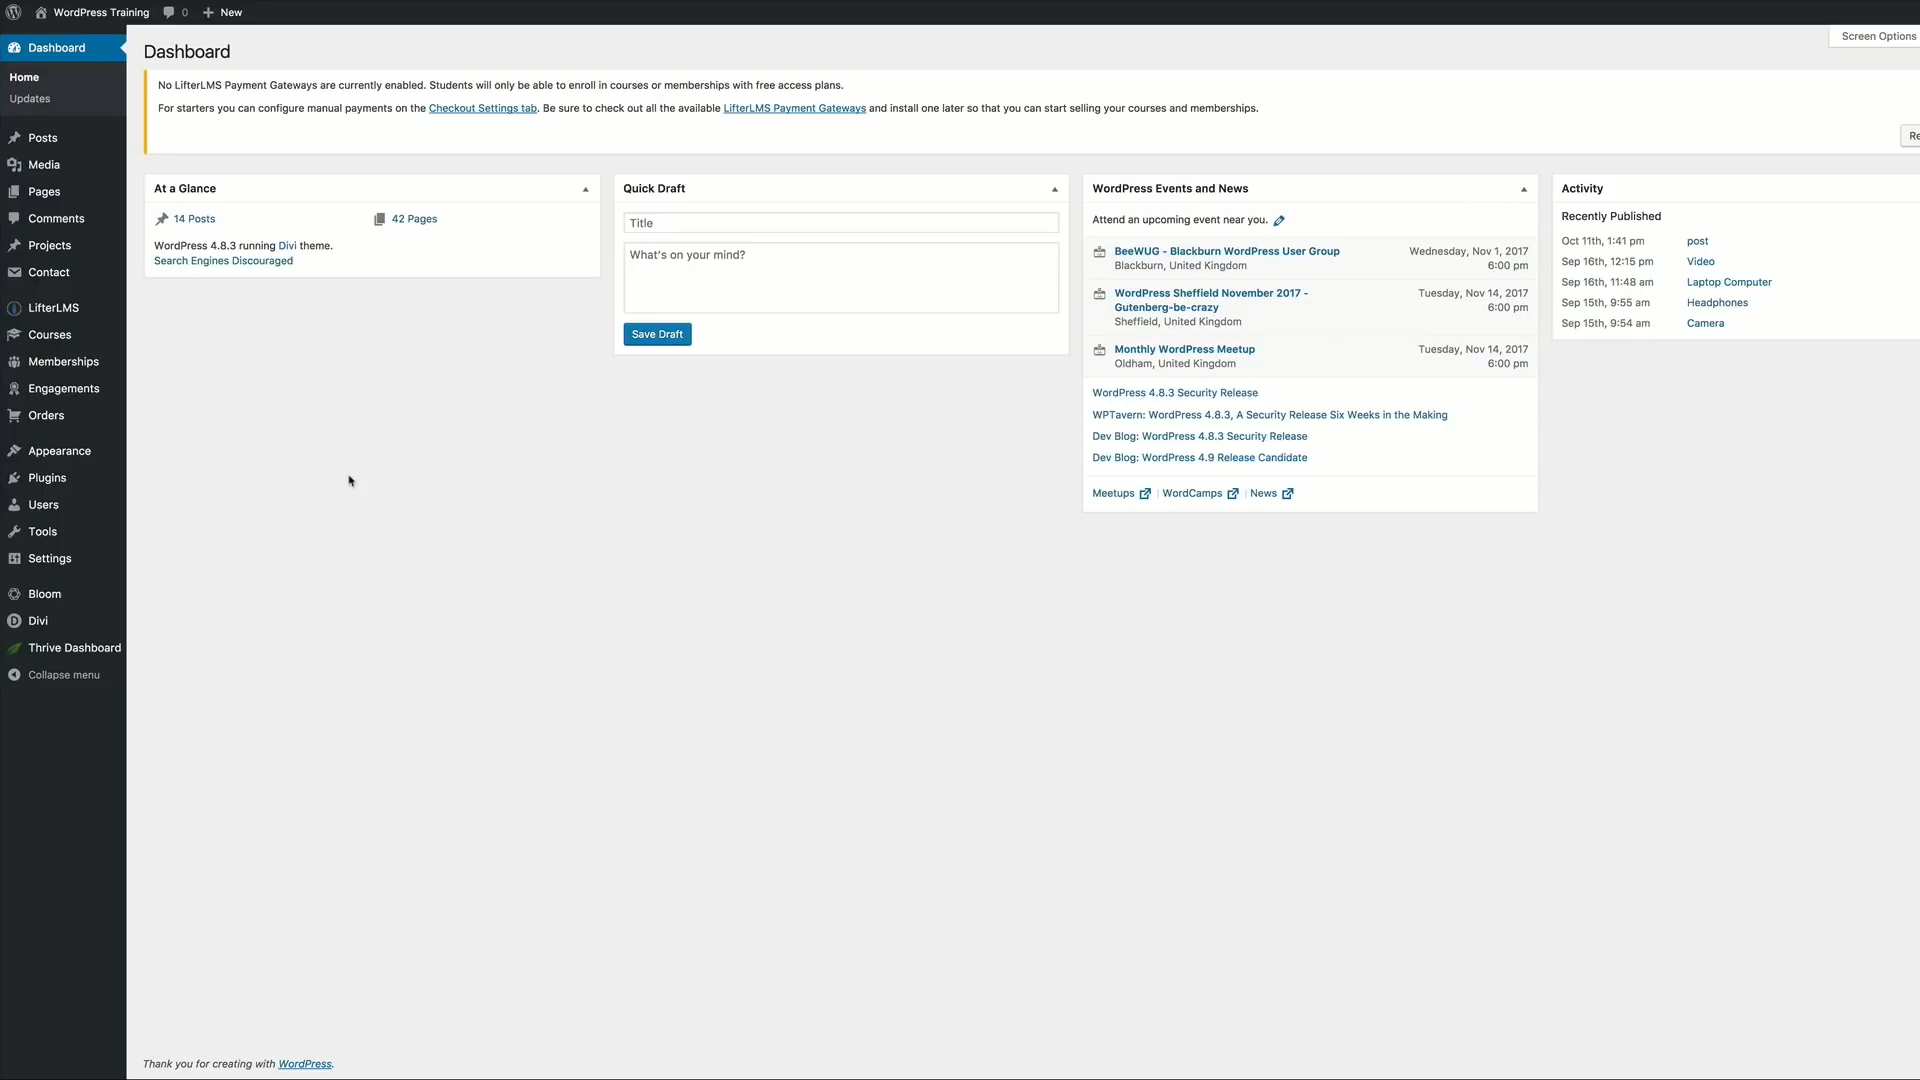 WordPress Training 0 New
Dashboard
Home
Updates
Posts
Media
Pages
Comments
Projects
Contact
LifterLMS
Courses
Memberships
Engagements
Orders
Appearance
Plugins
Users
Tools
Settings
Bloom
Divi
Thrive Dashboard
Collapse menu
Screen Options
Dashboard
No LifterLMS Payment Gateways are currently enabled. Students will only be able to enroll in courses or memberships with free access plans.
For starters you can configure manual payments on the Checkout Settings tab. Be sure to check out all the available LifterLMS Payment Gateways and install one later so that you can start selling your courses and memberships.
Re
At a Glance
14 Posts 42 Pages
WordPress 4.8.3 running Divi theme.
Search Engines Discouraged
Quick Draft
Title
What's on your mind?
Save Draft
WordPress Events and News
Attend an upcoming event near you.
BeeWUG - Blackburn WordPress User Group Wednesday, Nov 1, 2017
Blackburn, United Kingdom 6:00 pm
WordPress Sheffield November 2017 - Tuesday, Nov 14, 2017
Gutenberg-be-crazy 6:00 pm
Sheffield, United Kingdom
Monthly WordPress Meetup Tuesday, Nov 14, 2017
Oldham, United Kingdom 6:00 pm
WordPress 4.8.3 Security Release
WPTavern: WordPress 4.8.3, A Security Release Six Weeks in the Making
Dev Blog: WordPress 4.8.3 Security Release
Dev Blog: WordPress 4.9 Release Candidate
Meetups | WordCamps | News
Activity
Recently Published
Oct 11th, 1:41 pm post
Sep 16th, 12:15 pm Video
Sep 16th, 11:48 am Laptop Computer
Sep 15th, 9:55 am Headphones
Sep 15th, 9:54 am Camera
Thank you for creating with WordPress.